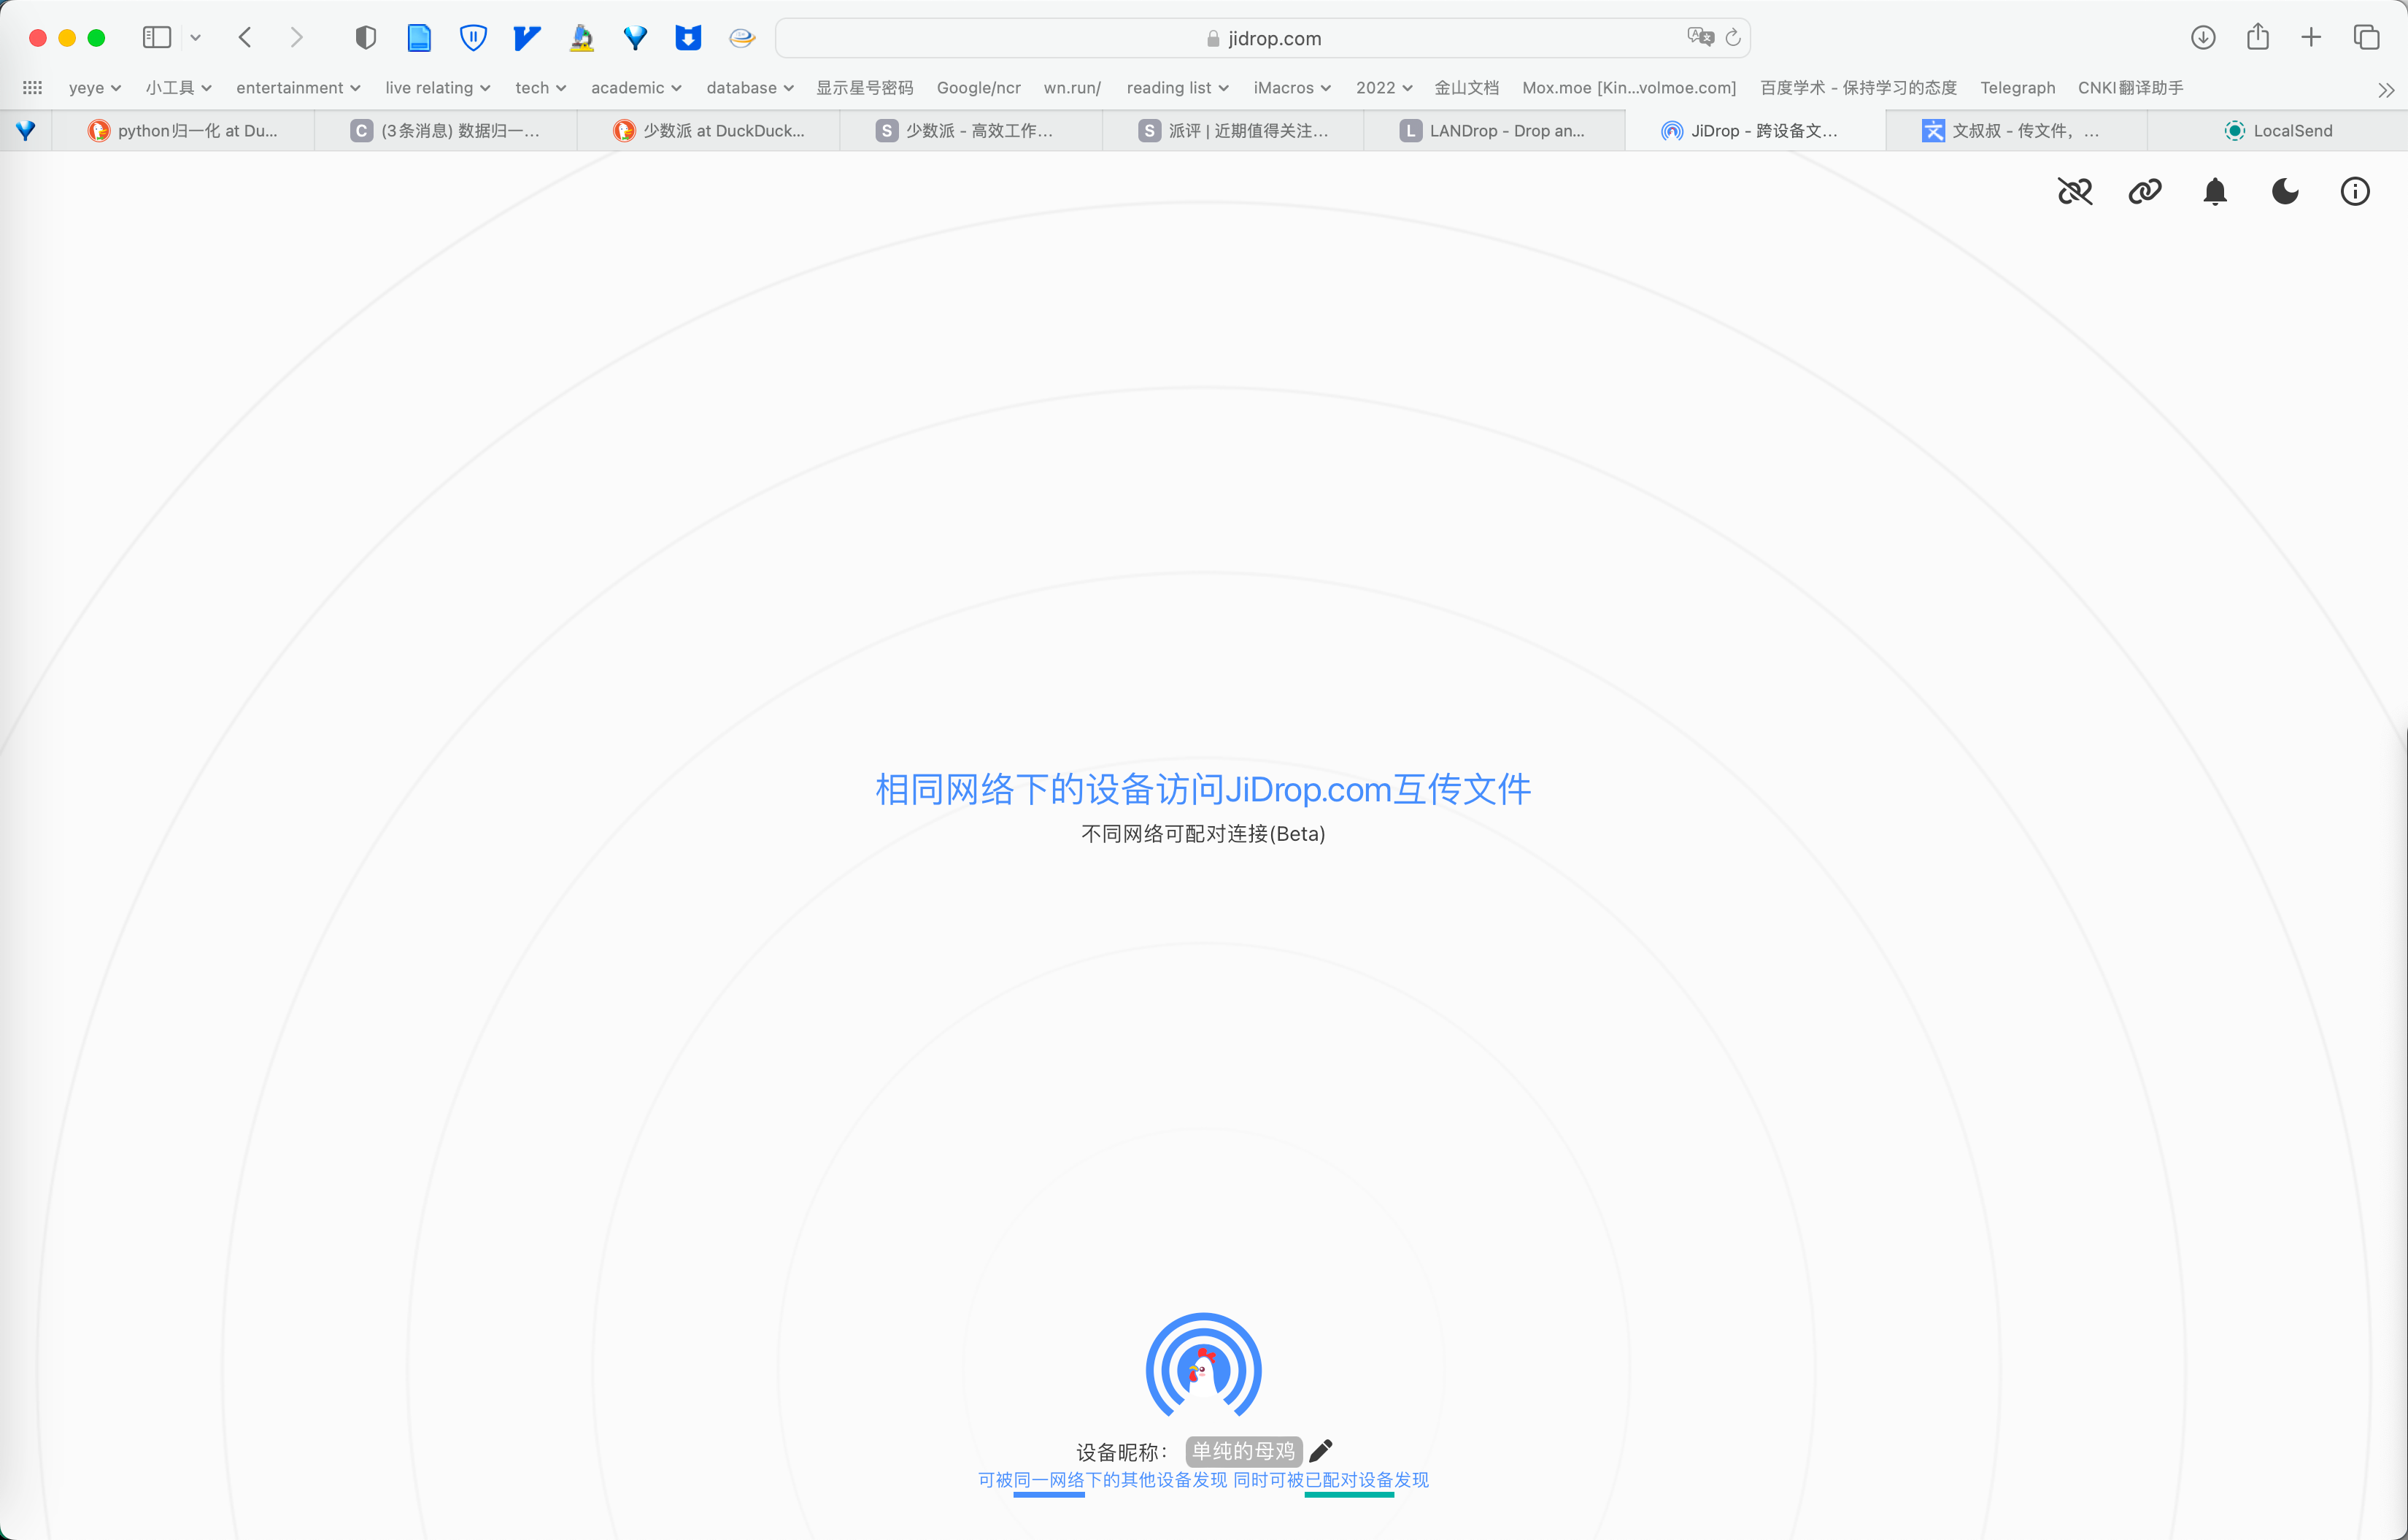 jidrop.com
yeye 小工具 entertainment live relating tech academic database 显示星号密码 Google/ncr wn.run/ reading list iMacros 2022 金山文档 Mox.moe [Kin...volmoe.com] 百度学术 - 保持学习的态度 Telegraph CNKI翻译助手
python归一化 at Du... C (3条消息) 数据归一... 少数派 at DuckDuck... S 少数派 - 高效工作... S 派评 | 近期值得关注... L LANDrop - Drop an... JiDrop - 跨设备文... 文 文叔叔 - 传文件，... LocalSend
相同网络下的设备访问JiDrop.com互传文件
不同网络可配对连接(Beta)
设备昵称： 单纯的母鸡
可被同一网络下的其他设备发现 同时可被已配对设备发现